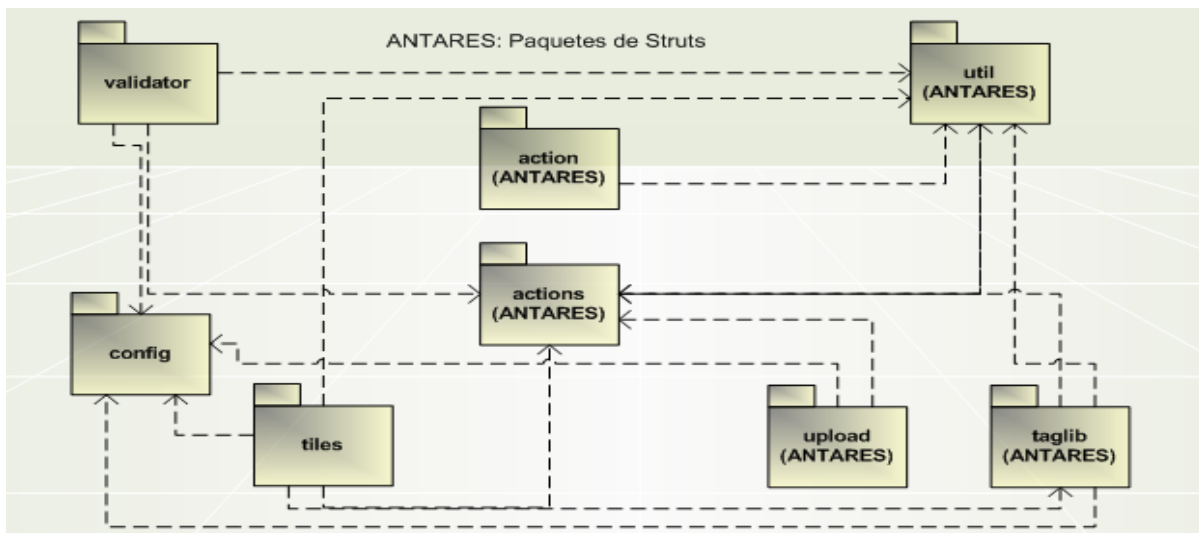 ANTARES: Paquetes de Struts
validator
util
(ANTARES)
action
(ANTARES)
actions
(ANTARES)
config
tiles
upload
(ANTARES)
taglib
(ANTARES)